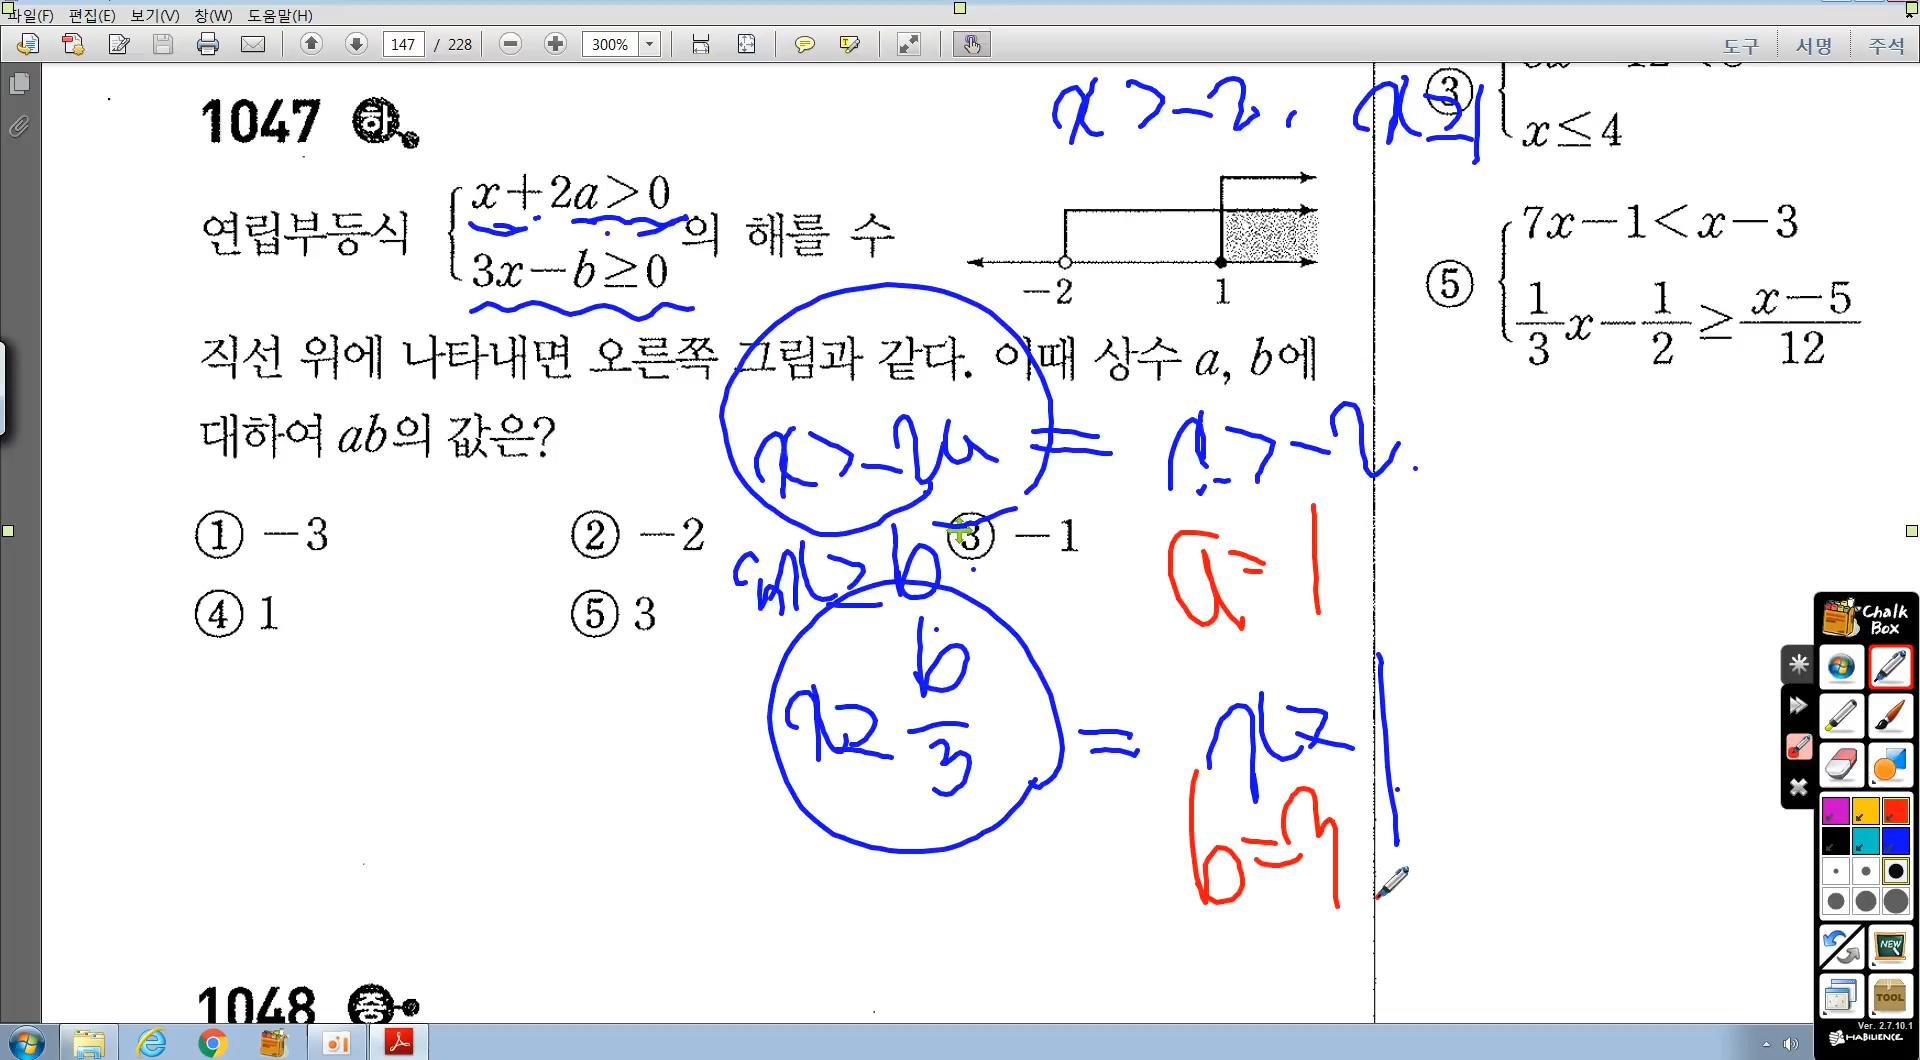 파일(F) 편집(E) 보기(V) 창(W) 도움말(H)
147 / 228 300% 도구 서명 주석
x > -2, x ≥ 1
③
x≤4
1047 하
연립부등식 { x+2a>0
3x-b≥0 의 해를 수
-2 1
직선 위에 나타내면 오른쪽 그림과 같다. 이때 상수 a, b에
대하여 ab의 값은?
① -3 ② -2 ③ -1
④ 1 ⑤ 3
⑤ { 7x-1<x-3
1/3 x - 1/2 ≥ (x-5)/12
x > -2a = x > -2
a = 1
3x ≥ b
x ≥ b/3 = x ≥ 1
b = 3
1048 중
Chalk Box
NEW
TOOL
Ver. 2.7.10.1
HABILIENCE